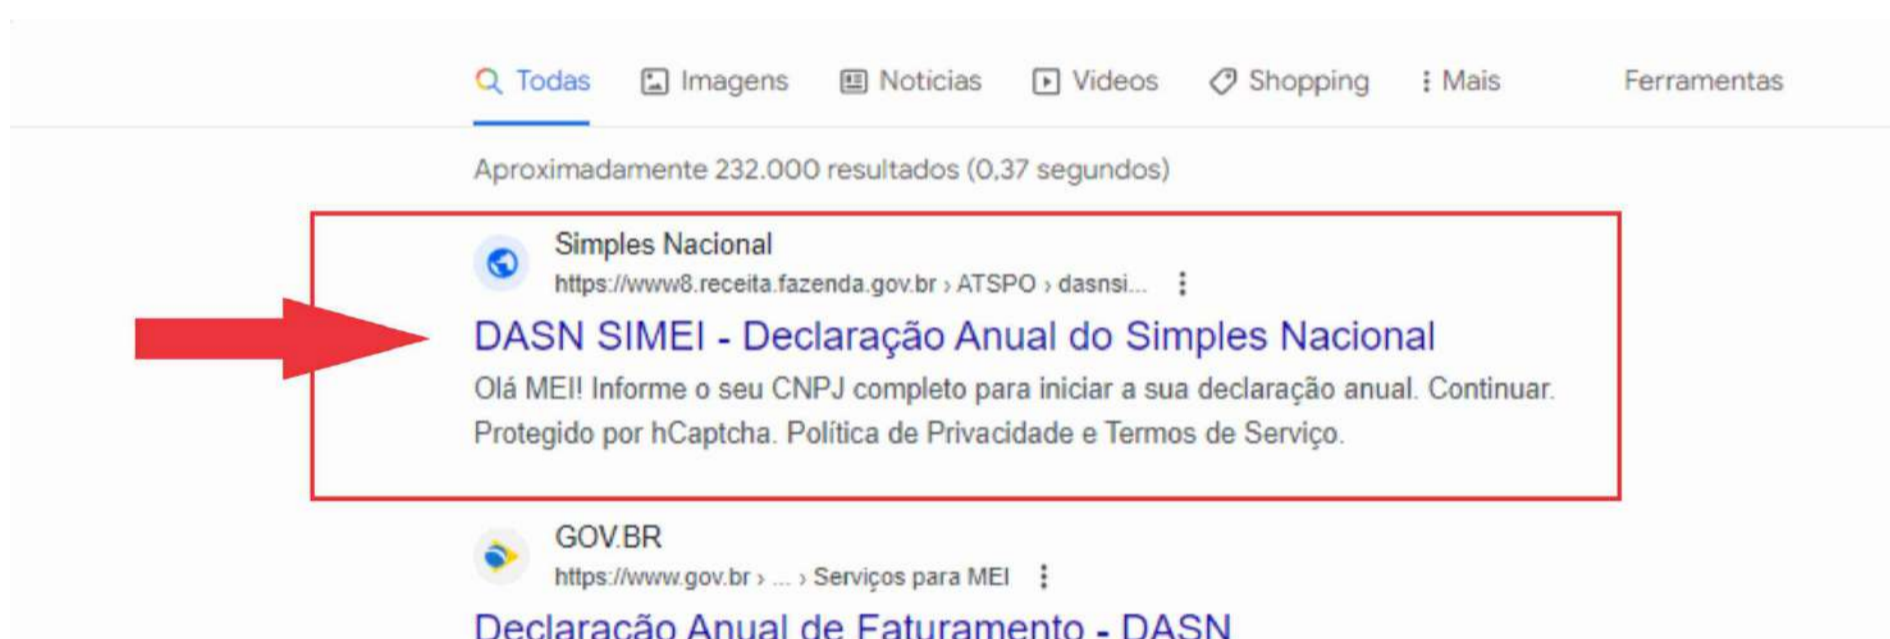 Todas Imagens Notícias Videos Shopping Mais Ferramentas
Aproximadamente 232.000 resultados (0,37 segundos)
Simples Nacional
https://www8.receita.fazenda.gov.br › ATSPO › dasnsi...
DASN SIMEI - Declaração Anual do Simples Nacional
Olá MEI! Informe o seu CNPJ completo para iniciar a sua declaração anual. Continuar.
Protegido por hCaptcha. Política de Privacidade e Termos de Serviço.
GOV.BR
https://www.gov.br › ... › Serviços para MEI
Declaração Anual de Faturamento - DASN